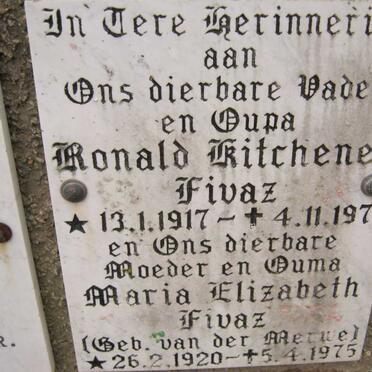 In Tere Herinneri
aan
Ons dierbare Vade
en Oupa
Ronald Kitchene
Fivaz
★ 13.1.1917 – ✝ 4.11.197
en Ons dierbare
Moeder en Ouma
Maria Elizabeth
Fivaz
(Geb. van der Merwe)
★ 26.2.1920 – ✝ 5.4.1975
R.